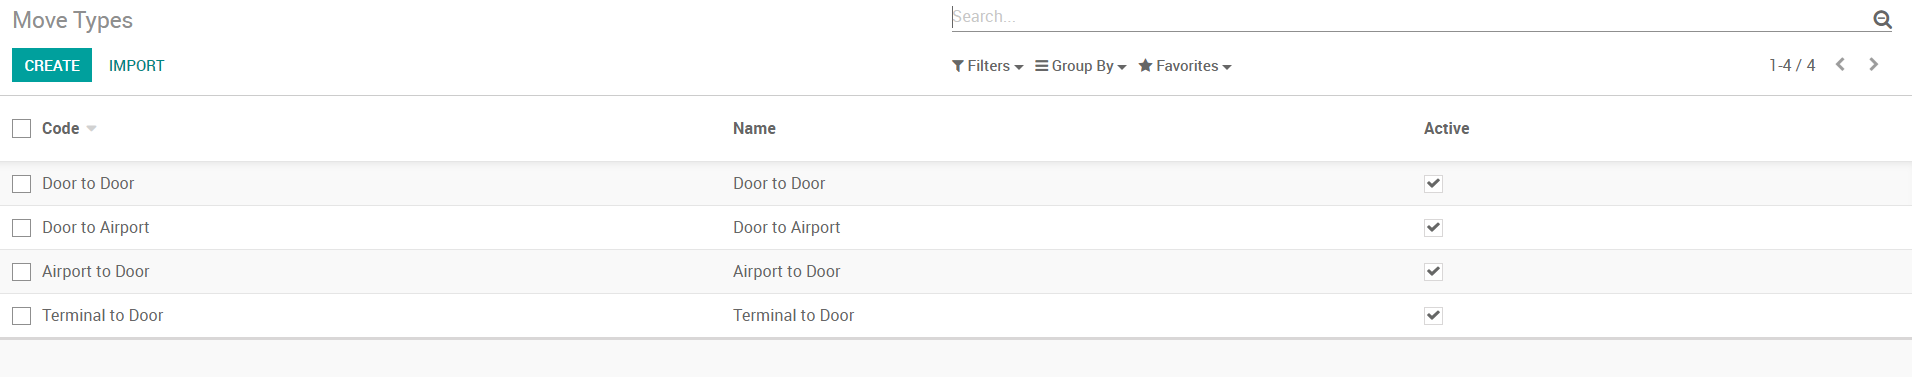 Move Types
Search...
CREATE IMPORT
Filters Group By Favorites 1-4 / 4
Code Name Active
Door to Door Door to Door
Door to Airport Door to Airport
Airport to Door Airport to Door
Terminal to Door Terminal to Door